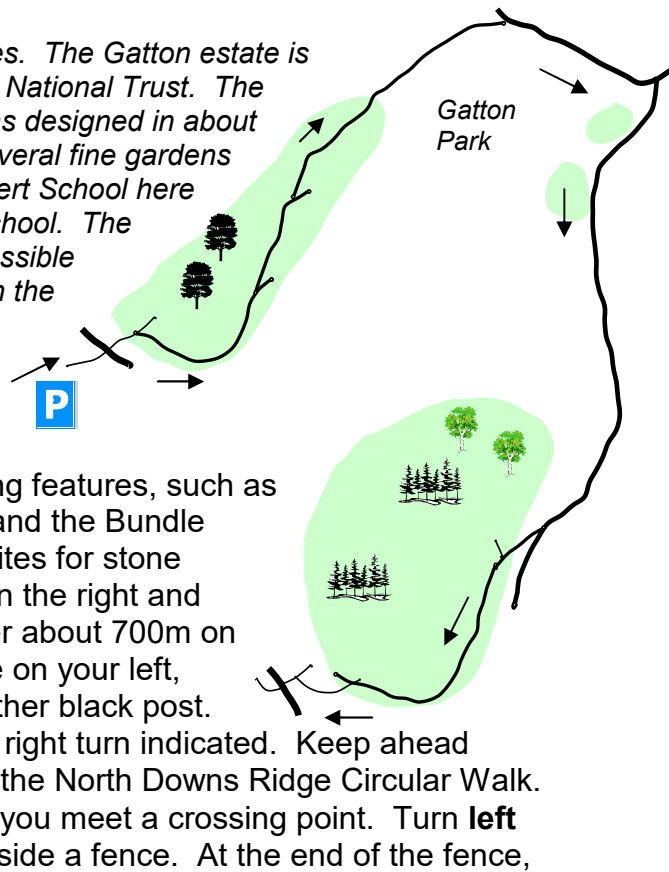 es. The Gatton estate is
National Trust. The
s designed in about
everal fine gardens
ert School here
chool. The
ssible
the
Gatton
Park
P
ng features, such as
and the Bundle
ites for stone
n the right and
er about 700m on
e on your left,
ther black post.
right turn indicated. Keep ahead
the North Downs Ridge Circular Walk.
you meet a crossing point. Turn left
side a fence. At the end of the fence,